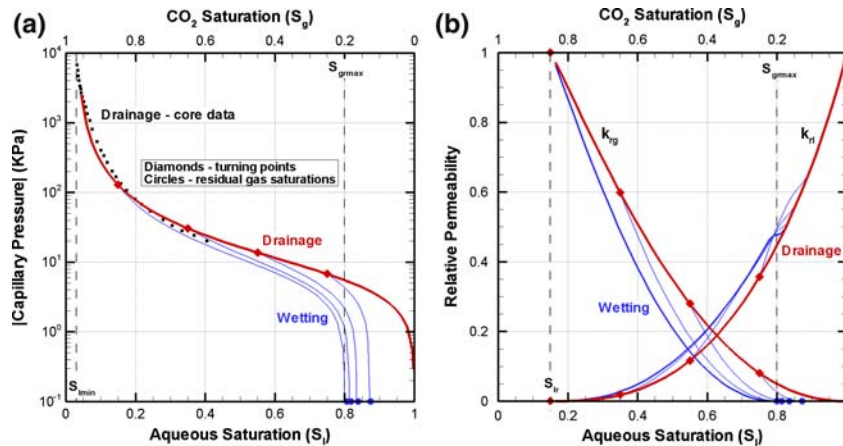 (a)
CO2 Saturation (Sg)
1 0.8 0.6 0.4 0.2 0
10^4
10^3
10^2
10^1
10^0
10^-1
|Capillary Pressure| (KPa)
Sgrmax
Drainage - core data
Diamonds - turning points
Circles - residual gas saturations
Drainage
Wetting
Slmin
0 0.2 0.4 0.6 0.8 1
Aqueous Saturation (Sl)
(b)
CO2 Saturation (Sg)
1 0.8 0.6 0.4 0.2
1
0.8
0.6
0.4
0.2
0
Relative Permeability
Sgrmax
krg
krl
Drainage
Wetting
Slr
0 0.2 0.4 0.6 0.8
Aqueous Saturation (Sl)